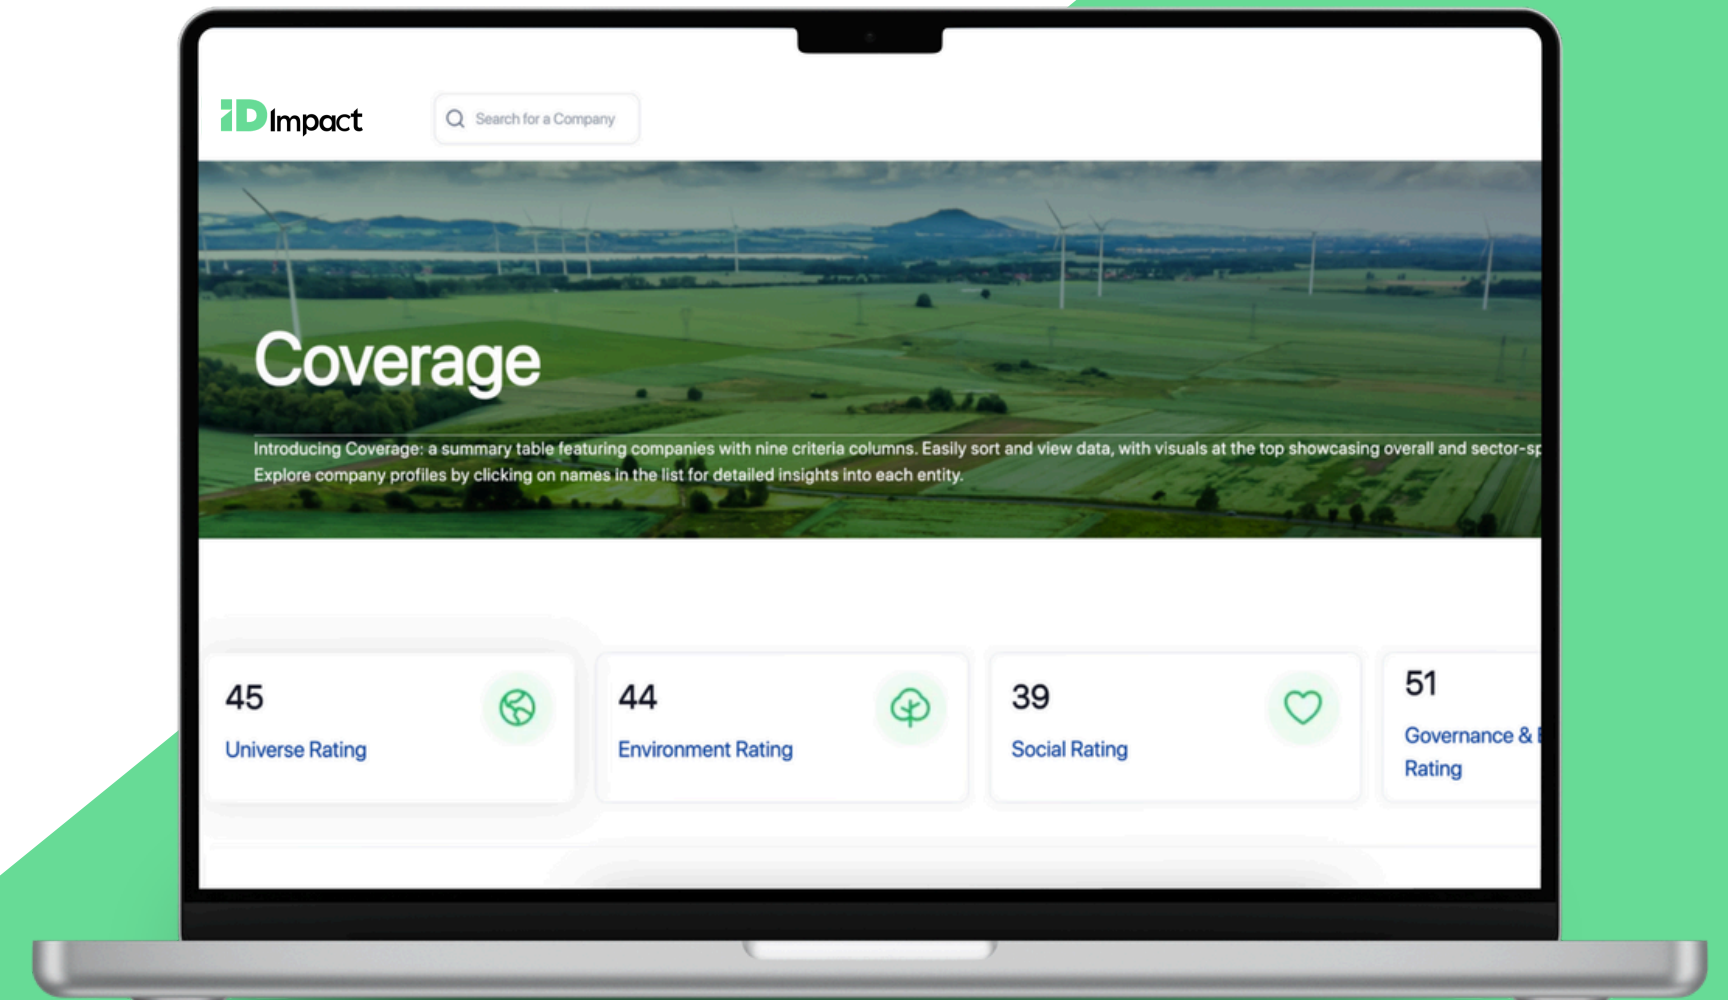 iD Impact
Search for a Company
Coverage
Introducing Coverage: a summary table featuring companies with nine criteria columns. Easily sort and view data, with visuals at the top showcasing overall and
Explore company profiles by clicking on names in the list for detailed insights into each entity.
45
Universe Rating
44
Environment Rating
39
Social Rating
51
Governance &
Rating